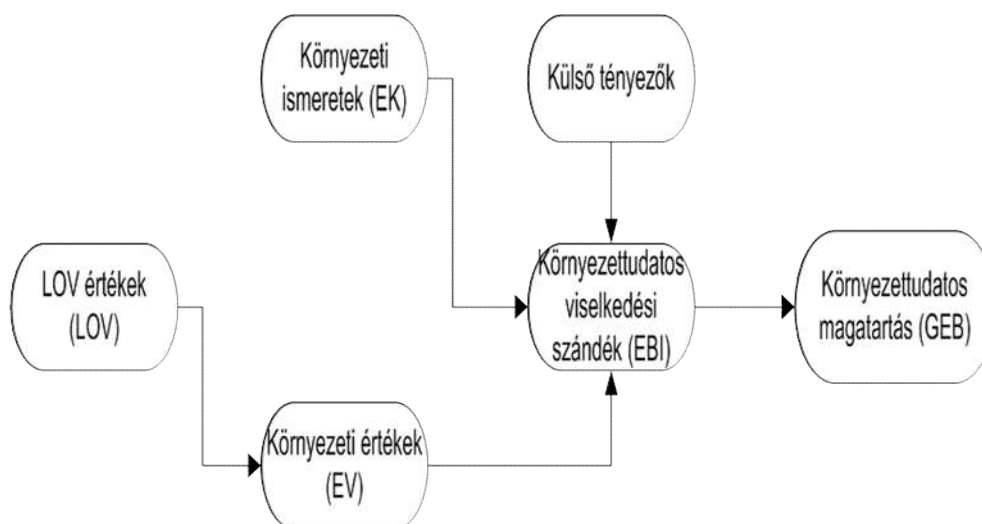 Környezeti
ismeretek (EK)
Külső tényezők
LOV értékek
(LOV)
Környezettudatos
viselkedési
szándék (EBI)
Környezettudatos
magatartás (GEB)
Környezeti értékek
(EV)